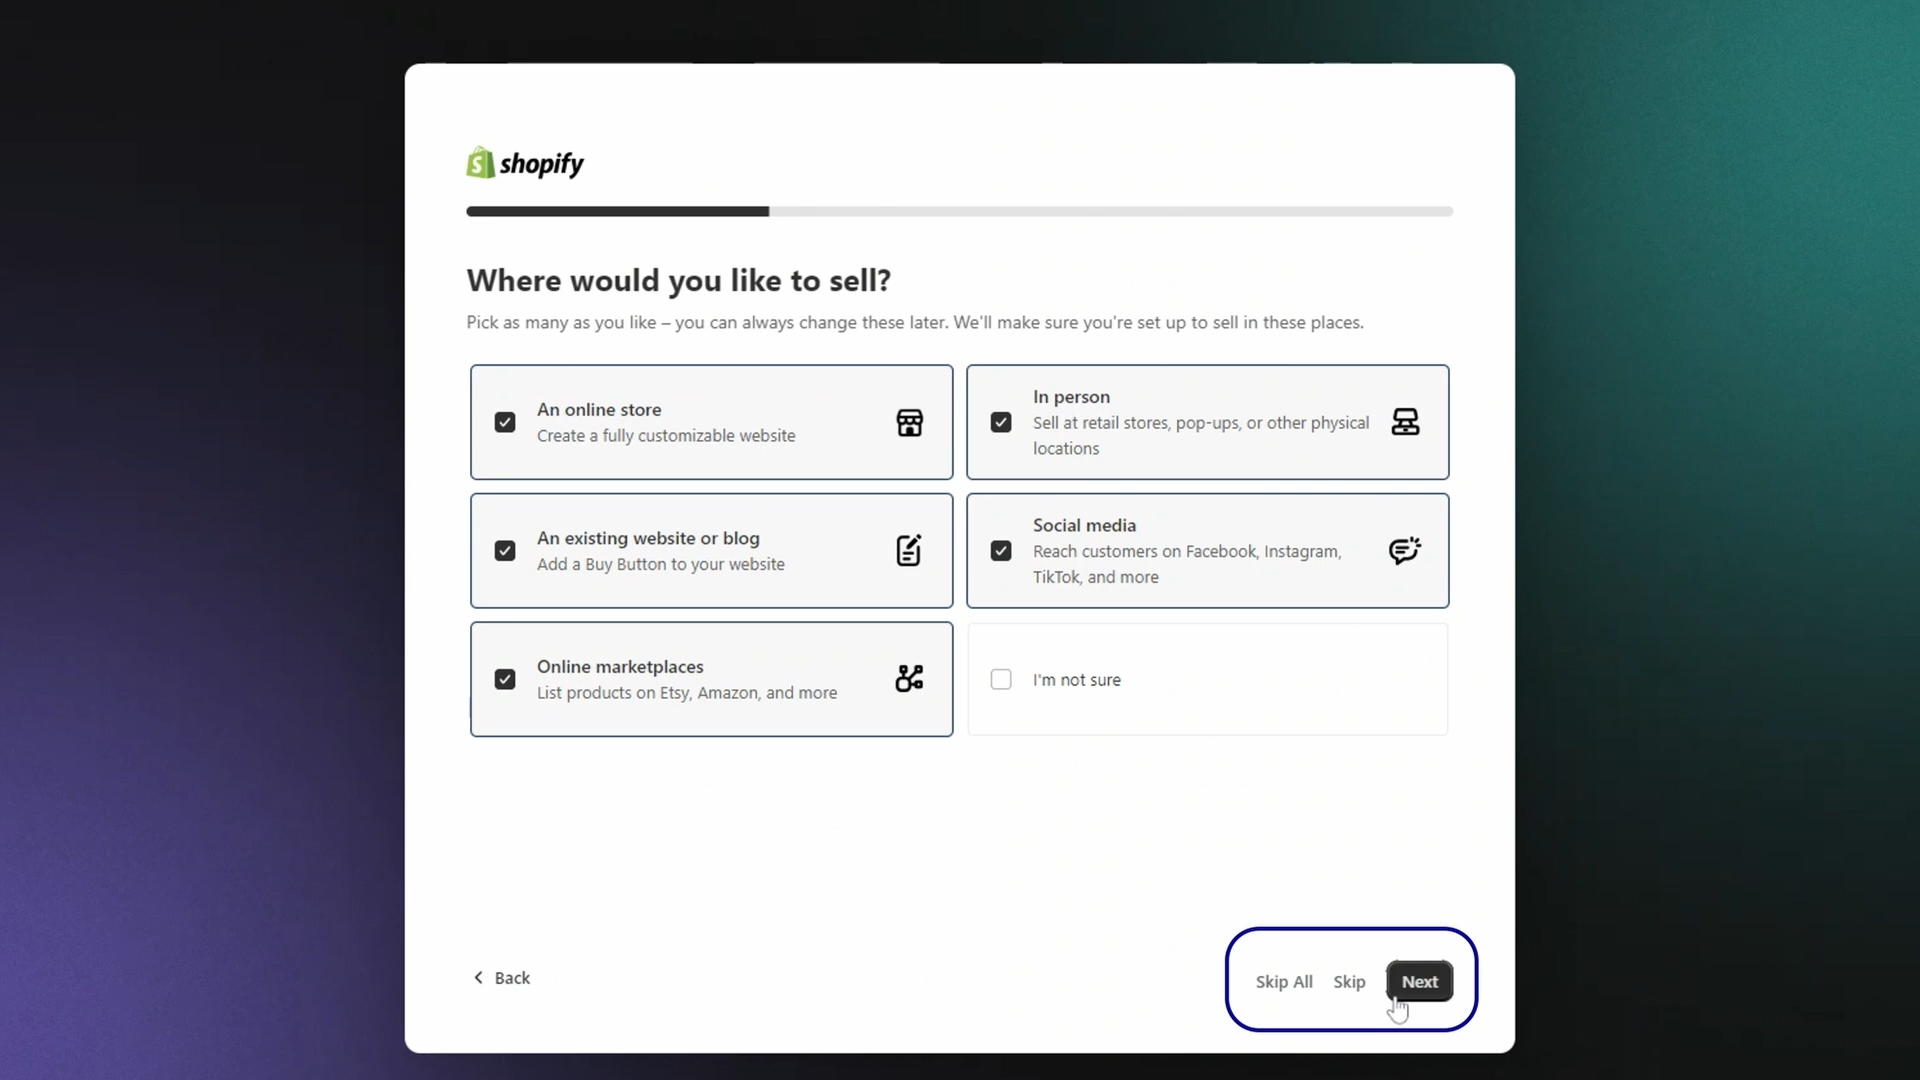 shopify
Where would you like to sell?
Pick as many as you like – you can always change these later. We'll make sure you're set up to sell in these places.
An online store
Create a fully customizable website
In person
Sell at retail stores, pop-ups, or other physical
locations
An existing website or blog
Add a Buy Button to your website
Social media
Reach customers on Facebook, Instagram,
TikTok, and more
Online marketplaces
List products on Etsy, Amazon, and more
I'm not sure
Back
Skip All Skip Next